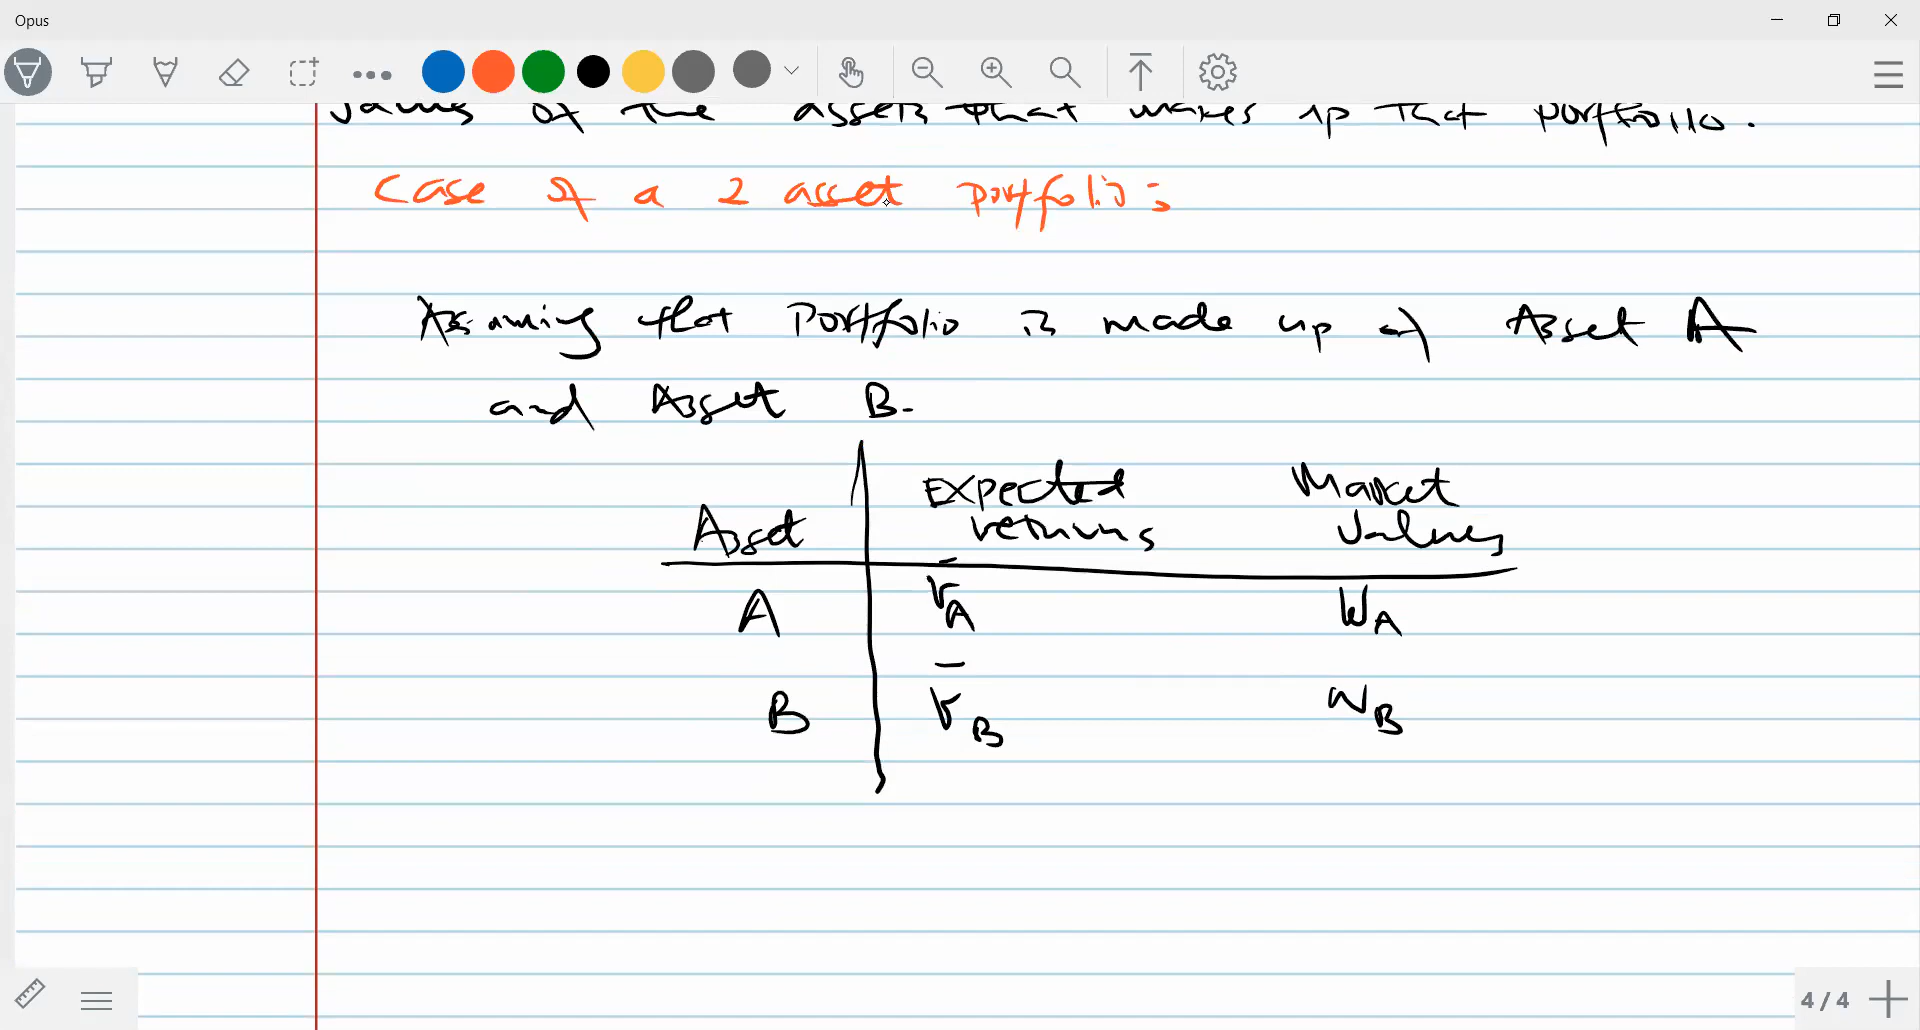 Opus
values of the assets that makes up that portfolio.
Case of a 2 asset portfolio:
Assuming that Portfolio is made up of Asset A
and Asset B.
Asset Expected returns Market values
A r̄A WA
B r̄B WB
4 / 4